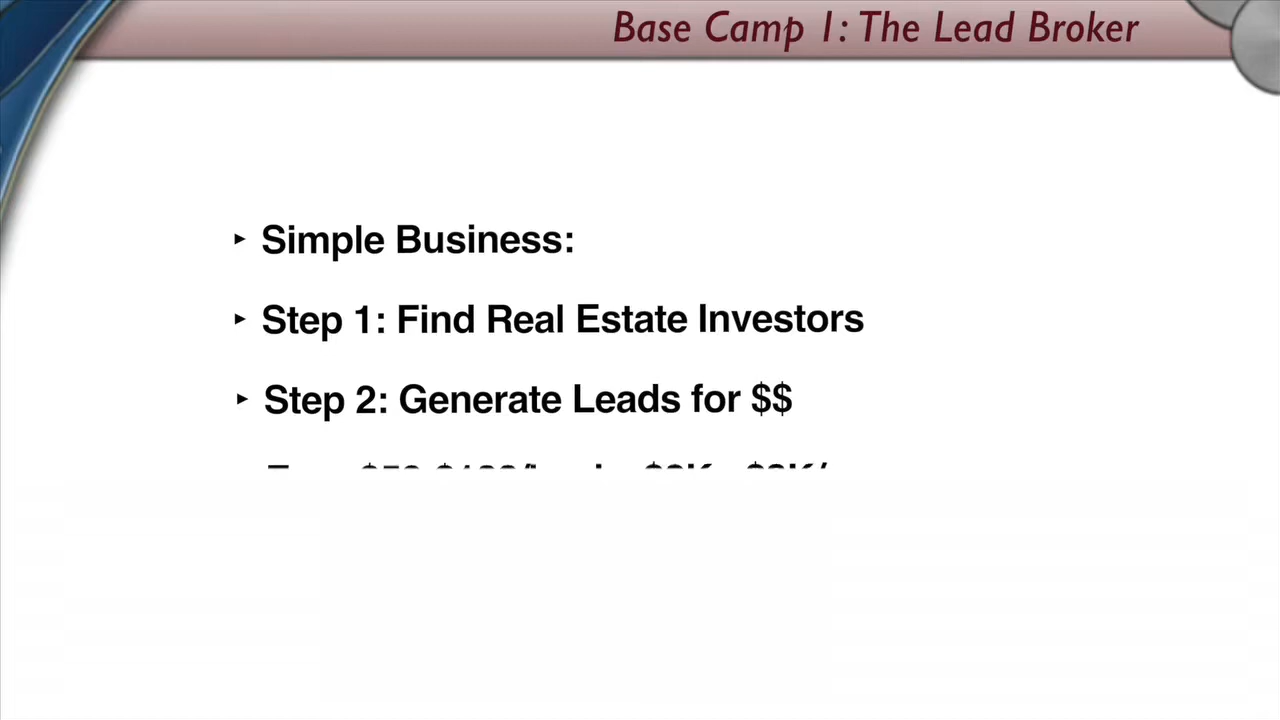 Base Camp 1: The Lead Broker
‣ Simple Business:
‣ Step 1: Find Real Estate Investors
‣ Step 2: Generate Leads for $$